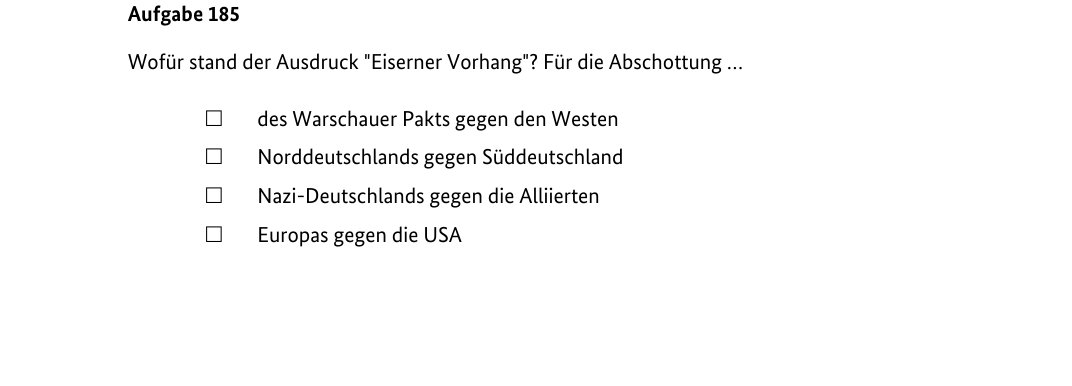 Aufgabe 185
Wofür stand der Ausdruck "Eiserner Vorhang"? Für die Abschottung ...
☐ des Warschauer Pakts gegen den Westen
☐ Norddeutschlands gegen Süddeutschland
☐ Nazi-Deutschlands gegen die Alliierten
☐ Europas gegen die USA